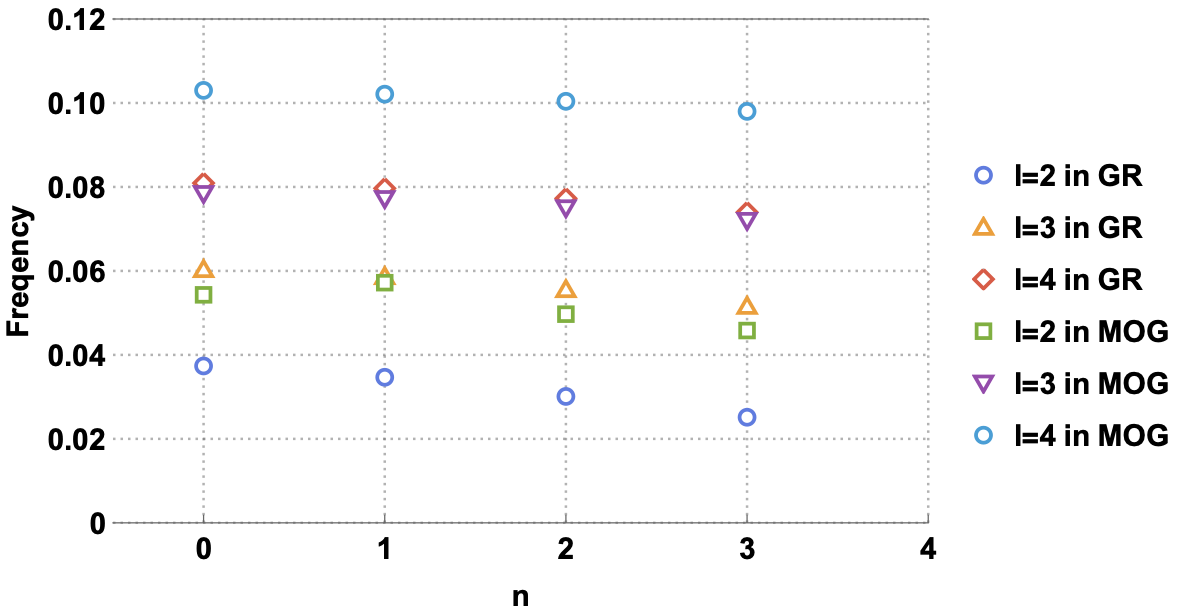 0.12
0.10
0.08
0.06
0.04
0.02
0
Freqency
0 1 2 3 4
n
l=2 in GR
l=3 in GR
l=4 in GR
l=2 in MOG
l=3 in MOG
l=4 in MOG